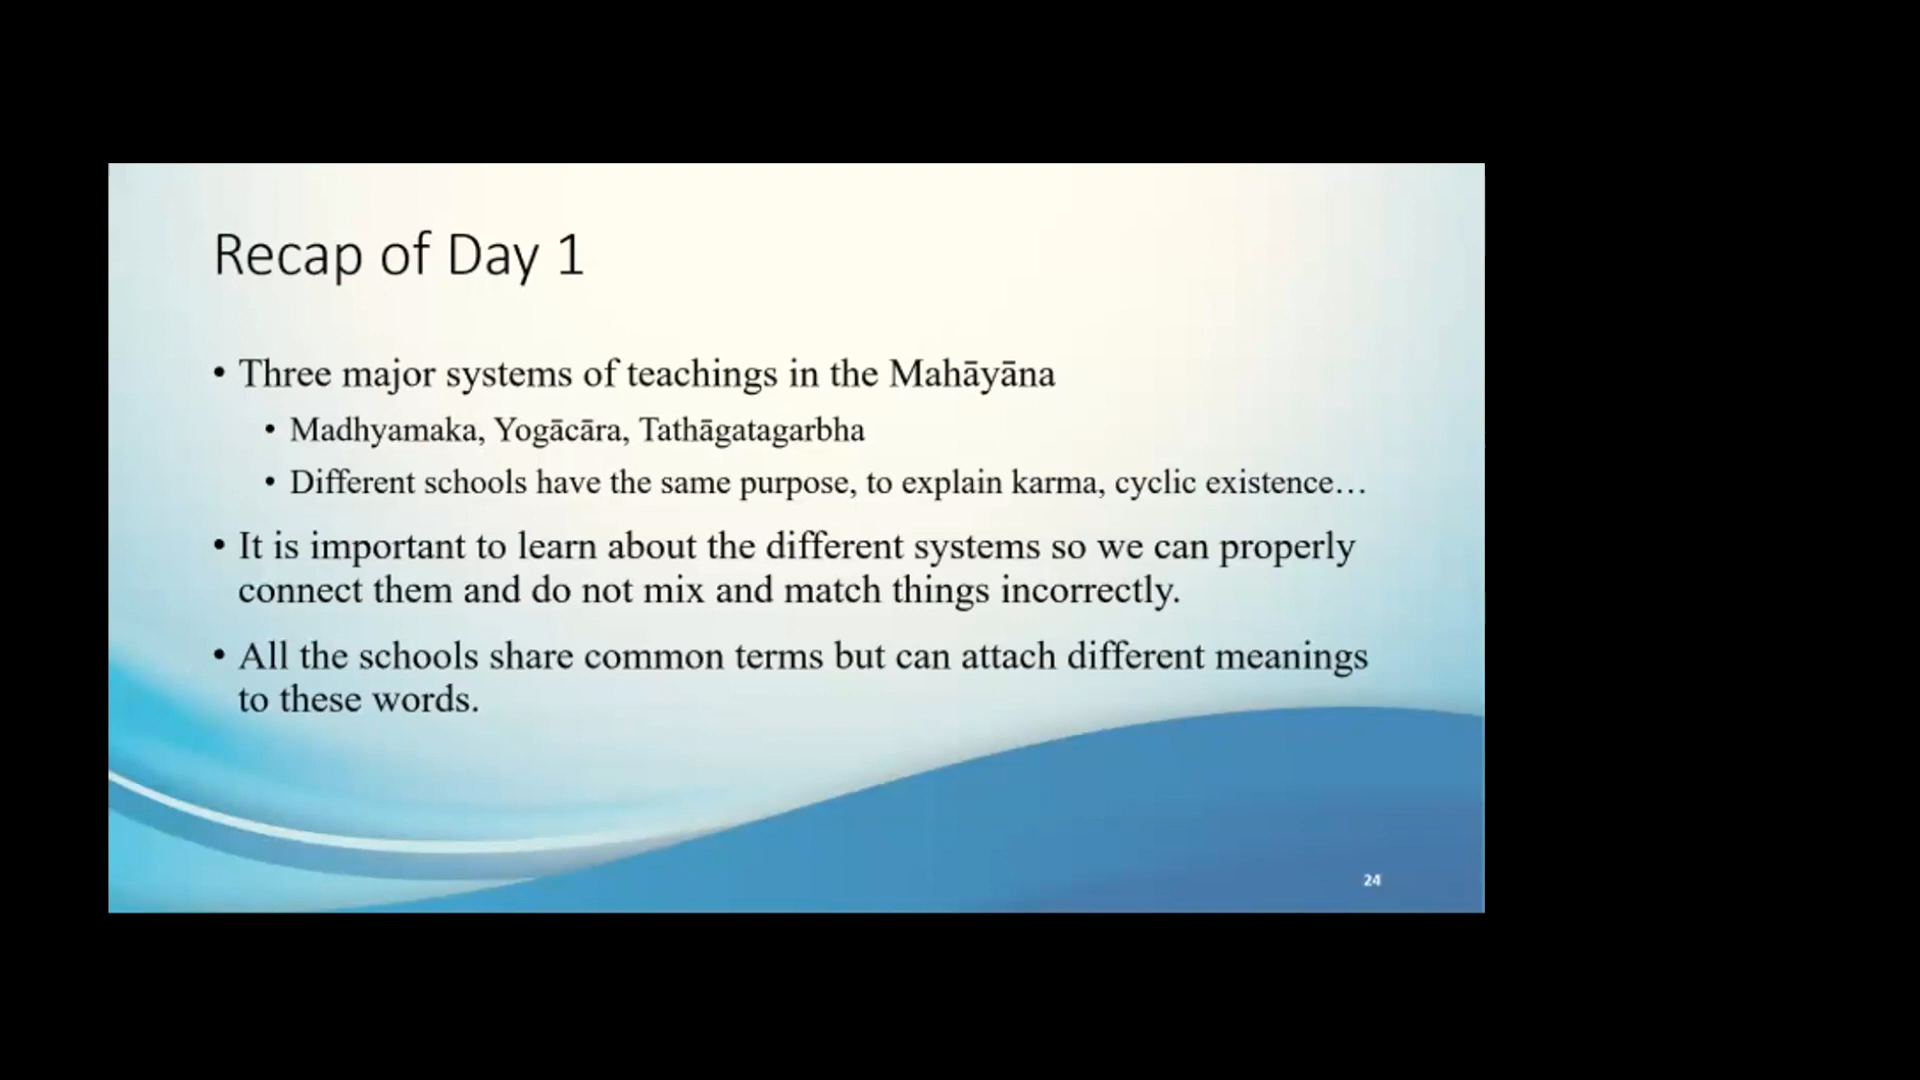 Recap of Day 1
• Three major systems of teachings in the Mahāyāna
• Madhyamaka, Yogācāra, Tathāgatagarbha
• Different schools have the same purpose, to explain karma, cyclic existence…
• It is important to learn about the different systems so we can properly
connect them and do not mix and match things incorrectly.
• All the schools share common terms but can attach different meanings
to these words.
24